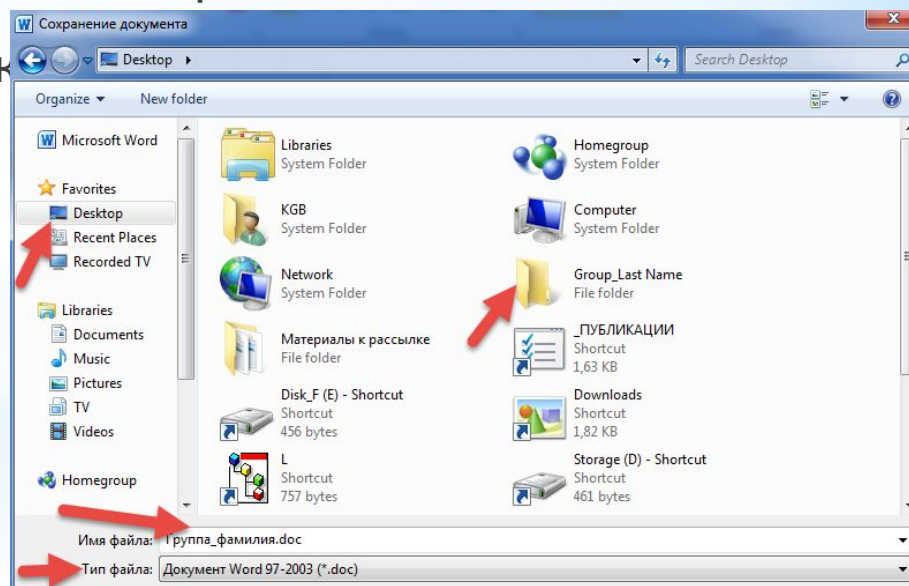 Сохранение документа
к
Desktop
Search Desktop
Organize
New folder
Microsoft Word
Favorites
Desktop
Recent Places
Recorded TV
Libraries
Documents
Music
Pictures
TV
Videos
Homegroup
Libraries
System Folder
Homegroup
System Folder
KGB
System Folder
Computer
System Folder
Network
System Folder
Group_Last Name
File folder
Материалы к рассылке
File folder
_ПУБЛИКАЦИИ
Shortcut
1,63 KB
Disk_F (E) - Shortcut
Shortcut
456 bytes
Downloads
Shortcut
1,82 KB
L
Shortcut
757 bytes
Storage (D) - Shortcut
Shortcut
461 bytes
Имя файла: Группа_фамилия.doc
Тип файла: Документ Word 97-2003 (*.doc)